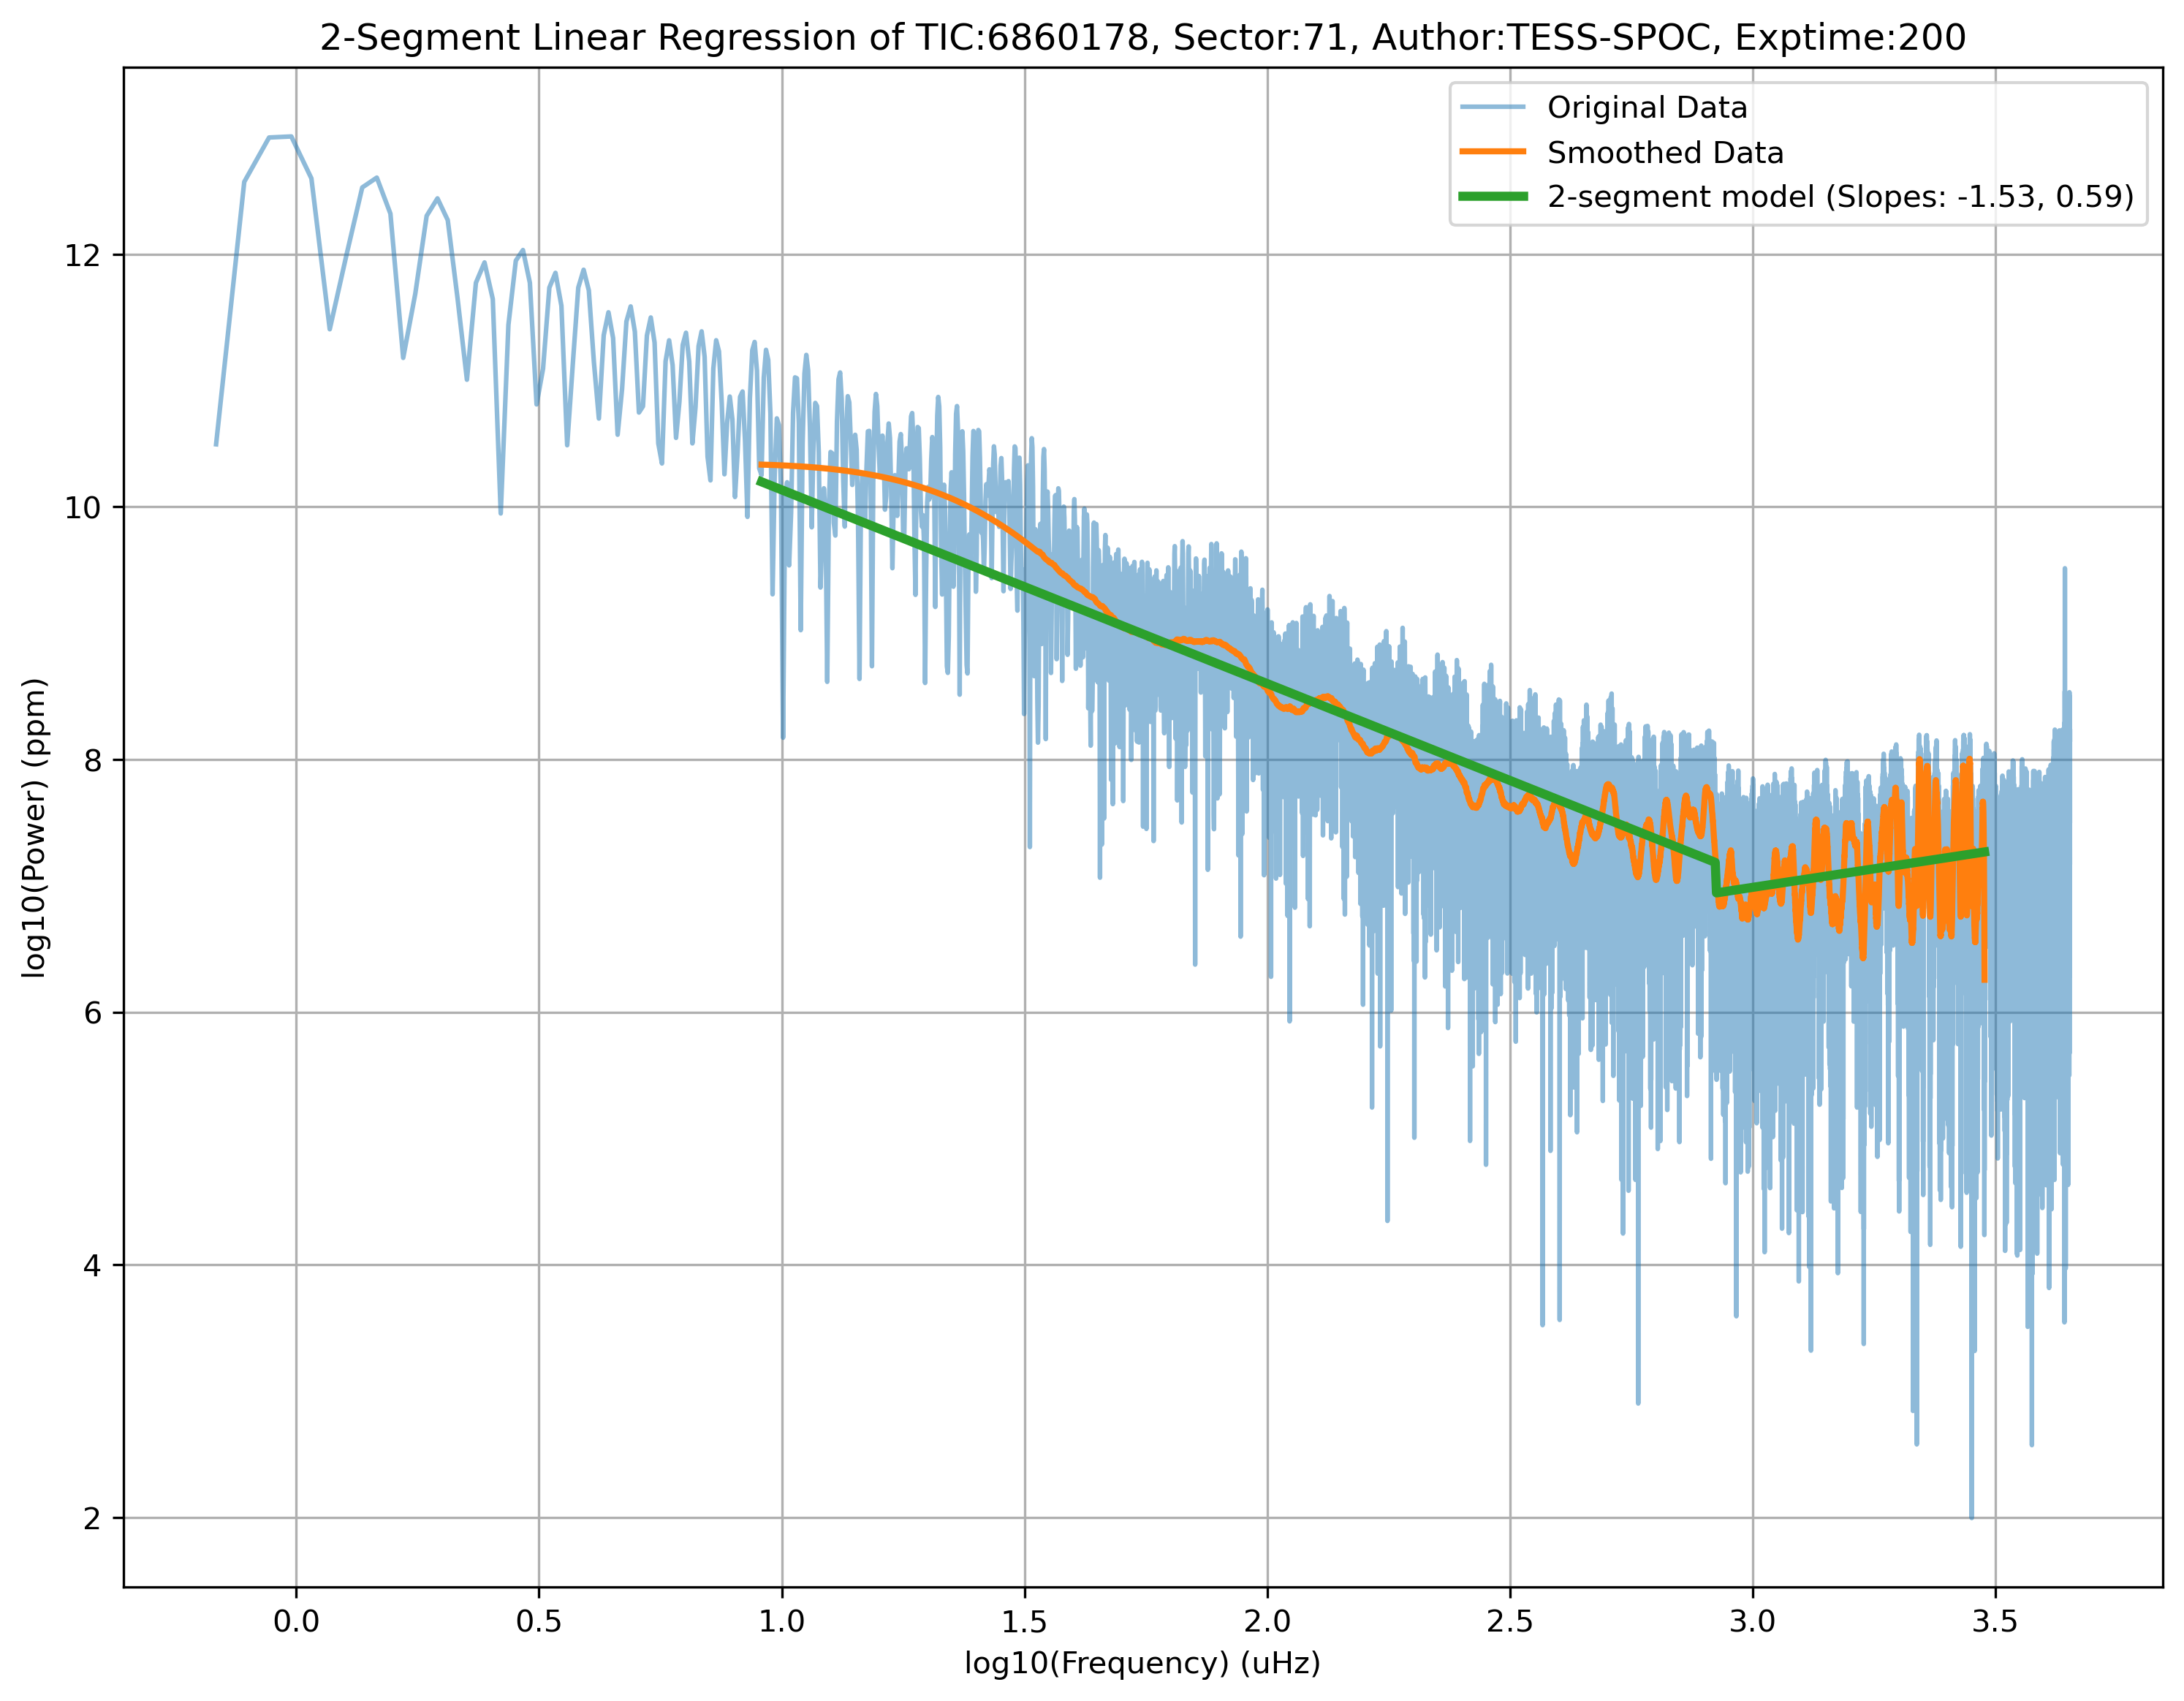 2-Segment Linear Regression of TIC:6860178, Sector:71, Author:TESS-SPOC, Exptime:200
Original Data
Smoothed Data
2-segment model (Slopes: -1.53, 0.59)
log10(Power) (ppm)
12
10
8
6
4
2
0.0 0.5 1.0 1.5 2.0 2.5 3.0 3.5
log10(Frequency) (uHz)